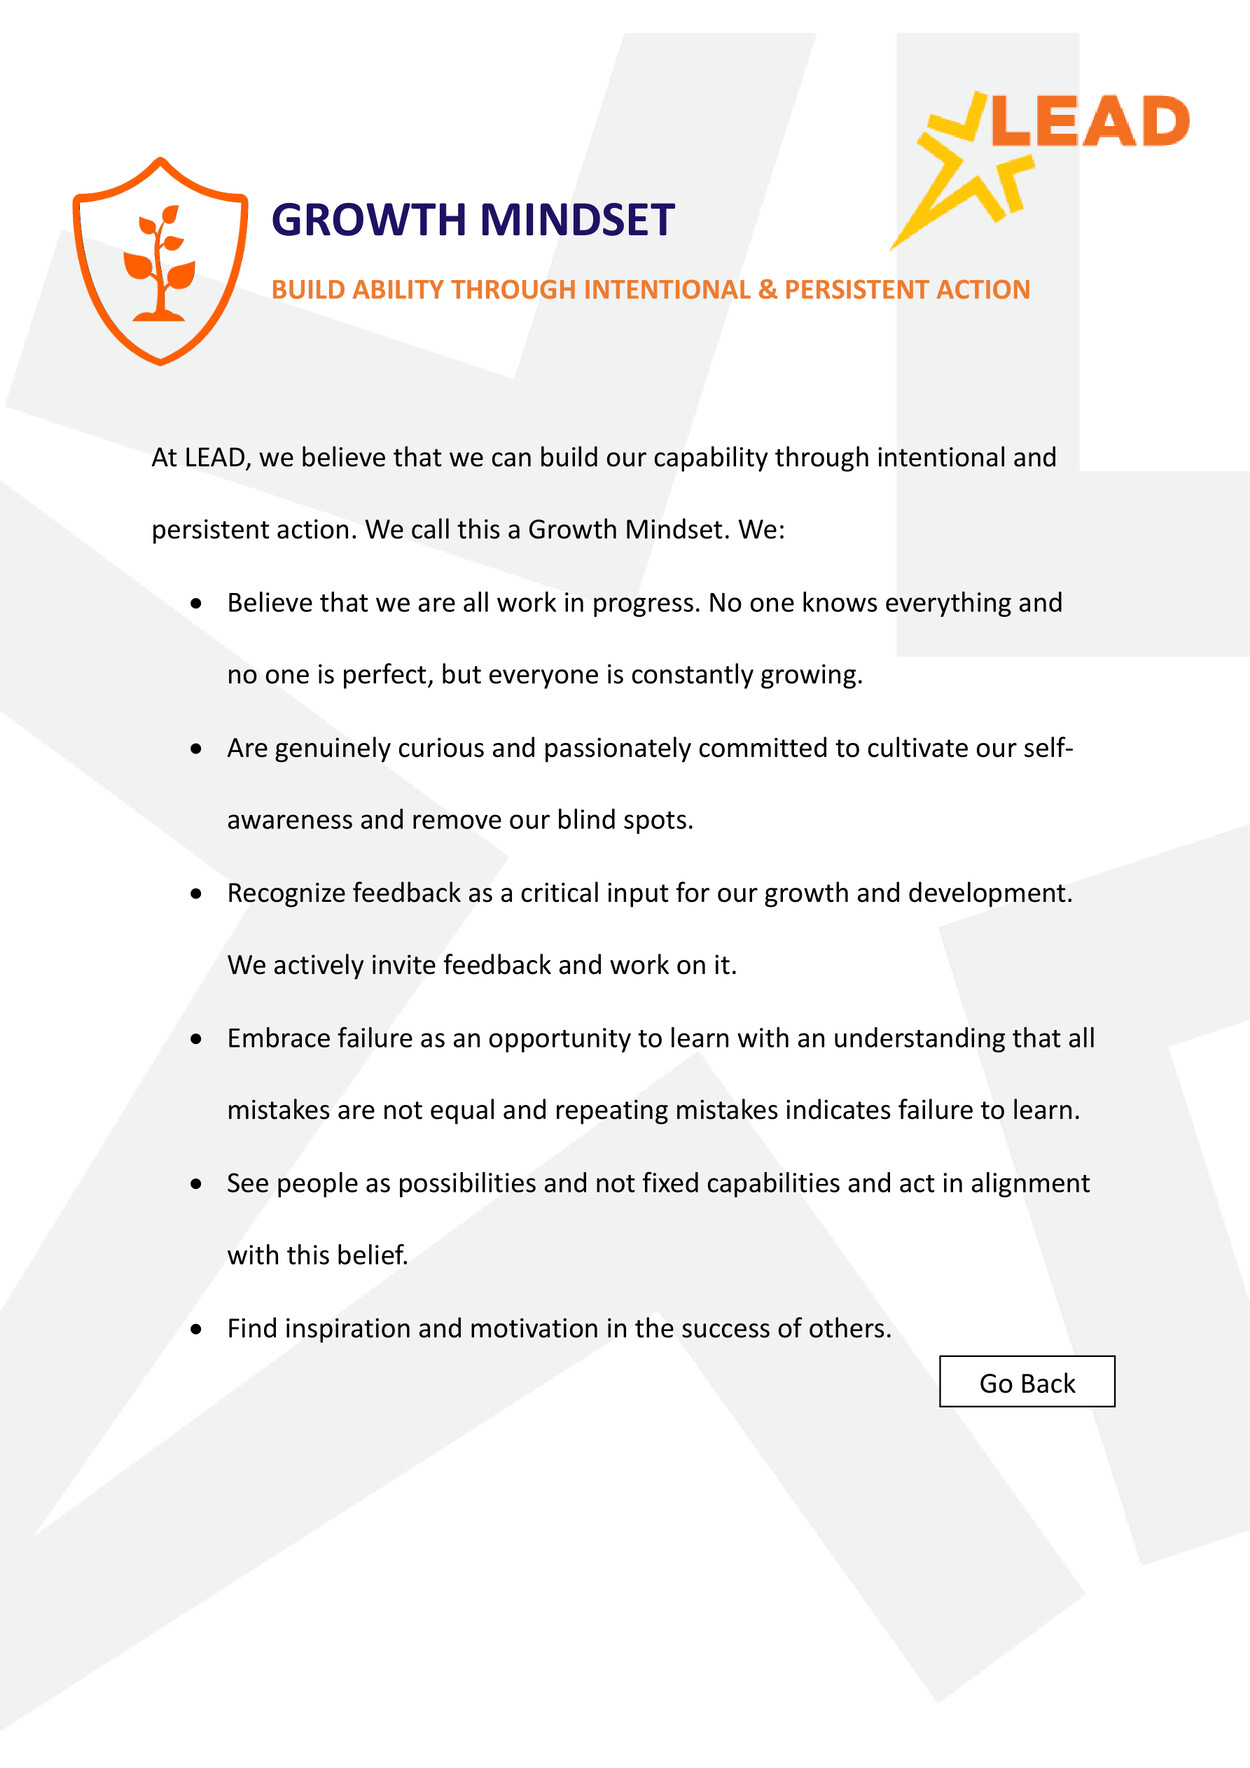 LEAD
GROWTH MINDSET
BUILD ABILITY THROUGH INTENTIONAL & PERSISTENT ACTION
At LEAD, we believe that we can build our capability through intentional and
persistent action. We call this a Growth Mindset. We:
• Believe that we are all work in progress. No one knows everything and
no one is perfect, but everyone is constantly growing.
• Are genuinely curious and passionately committed to cultivate our self-
awareness and remove our blind spots.
• Recognize feedback as a critical input for our growth and development.
We actively invite feedback and work on it.
• Embrace failure as an opportunity to learn with an understanding that all
mistakes are not equal and repeating mistakes indicates failure to learn.
• See people as possibilities and not fixed capabilities and act in alignment
with this belief.
• Find inspiration and motivation in the success of others.
Go Back